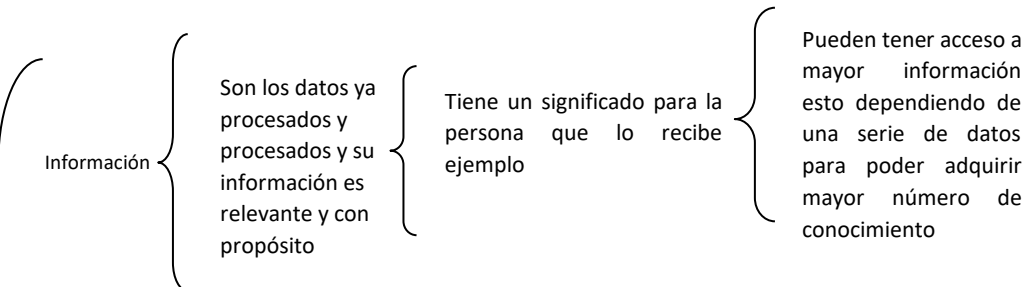 Información
Son los datos ya
procesados y
procesados y su
información es
relevante y con
propósito
Tiene un significado para la
persona que lo recibe
ejemplo
Pueden tener acceso a
mayor información
esto dependiendo de
una serie de datos
para poder adquirir
mayor número de
conocimiento